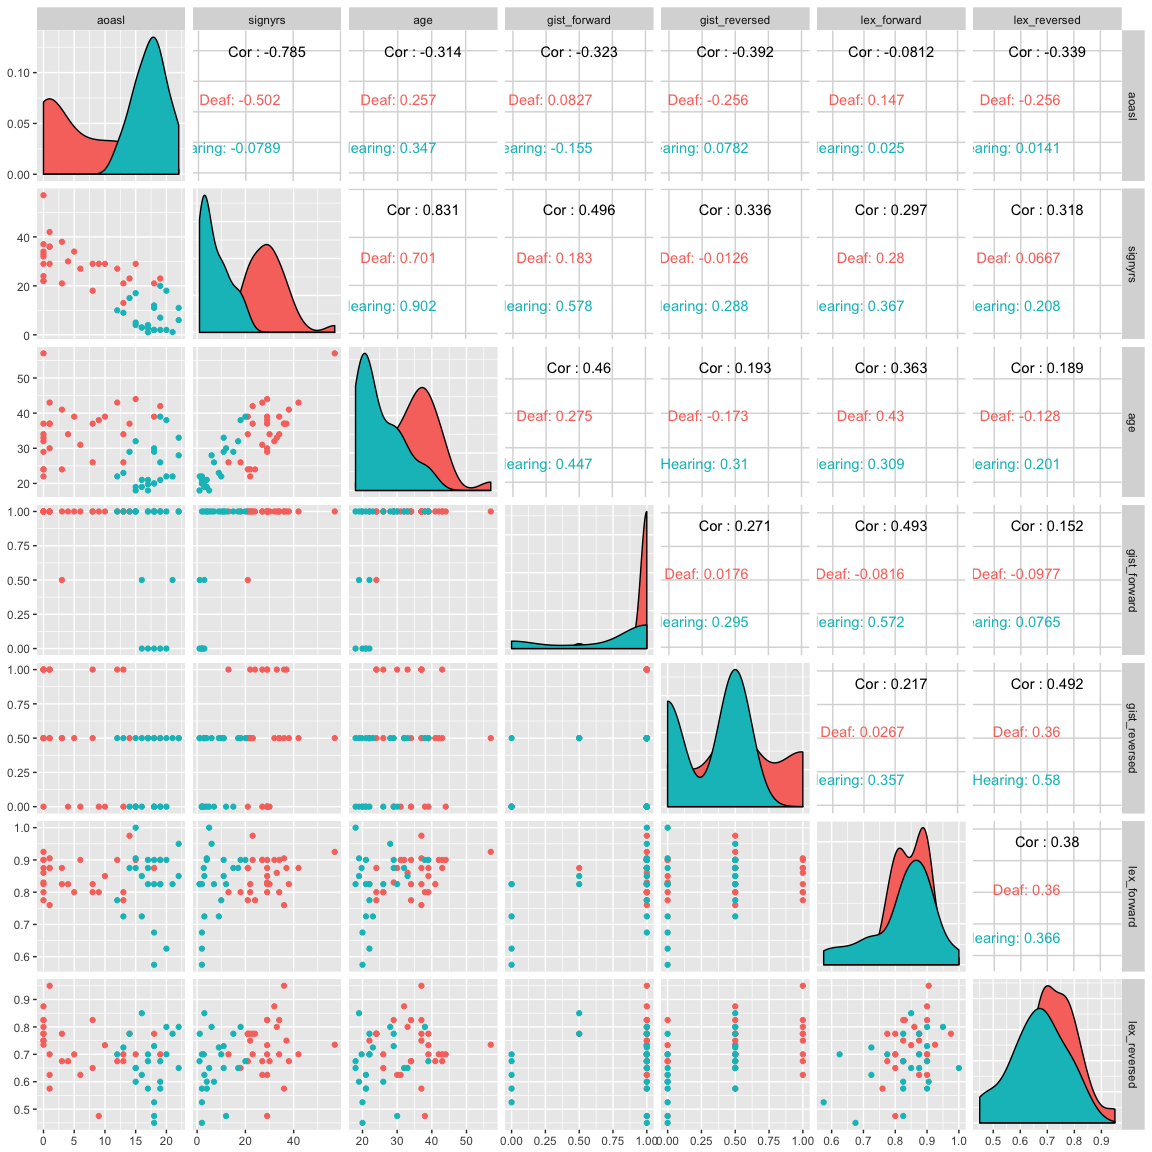 aoasl signyrs age gist_forward gist_reversed lex_forward lex_reversed
Cor : -0.785 Cor : -0.314 Cor : -0.323 Cor : -0.392 Cor : -0.0812 Cor : -0.339
0.10
Deaf: -0.502 Deaf: 0.257 Deaf: 0.0827 Deaf: -0.256 Deaf: 0.147 Deaf: -0.256
aoasl
0.05
earing: -0.0789 learing: 0.347 earing: -0.155 earing: 0.0782 learing: 0.025 earing: 0.0141
0.00
Cor : 0.831 Cor : 0.496 Cor : 0.336 Cor : 0.297 Cor : 0.318
40
Deaf: 0.701 Deaf: 0.183 Deaf: -0.0126 Deaf: 0.28 Deaf: 0.0667
signyrs
20
learing: 0.902 learing: 0.578 earing: 0.288 learing: 0.367 earing: 0.208
0
Cor : 0.46 Cor : 0.193 Cor : 0.363 Cor : 0.189
50
40
Deaf: 0.275 Deaf: -0.173 Deaf: 0.43 Deaf: -0.128
age
30
learing: 0.447 Hearing: 0.31 learing: 0.309 earing: 0.201
20
1.00
Cor : 0.271 Cor : 0.493 Cor : 0.152
0.75
Deaf: 0.0176 Deaf: -0.0816 Deaf: -0.0977
gist_forward
0.50
0.25
learing: 0.295 learing: 0.572 earing: 0.0765
0.00
1.00
Cor : 0.217 Cor : 0.492
0.75
Deaf: 0.0267 Deaf: 0.36
gist_reversed
0.50
0.25
learing: 0.357 Hearing: 0.58
0.00
1.0
Cor : 0.38
0.9
0.8
Deaf: 0.36
lex_forward
0.7
learing: 0.366
0.6
0.9
0.8
lex_reversed
0.7
0.6
0.5
0 5 10 15 20 0 20 40 20 30 40 50 0.00 0.25 0.50 0.75 1.00 0.00 0.25 0.50 0.75 1.00 0.6 0.7 0.8 0.9 1.0 0.5 0.6 0.7 0.8 0.9